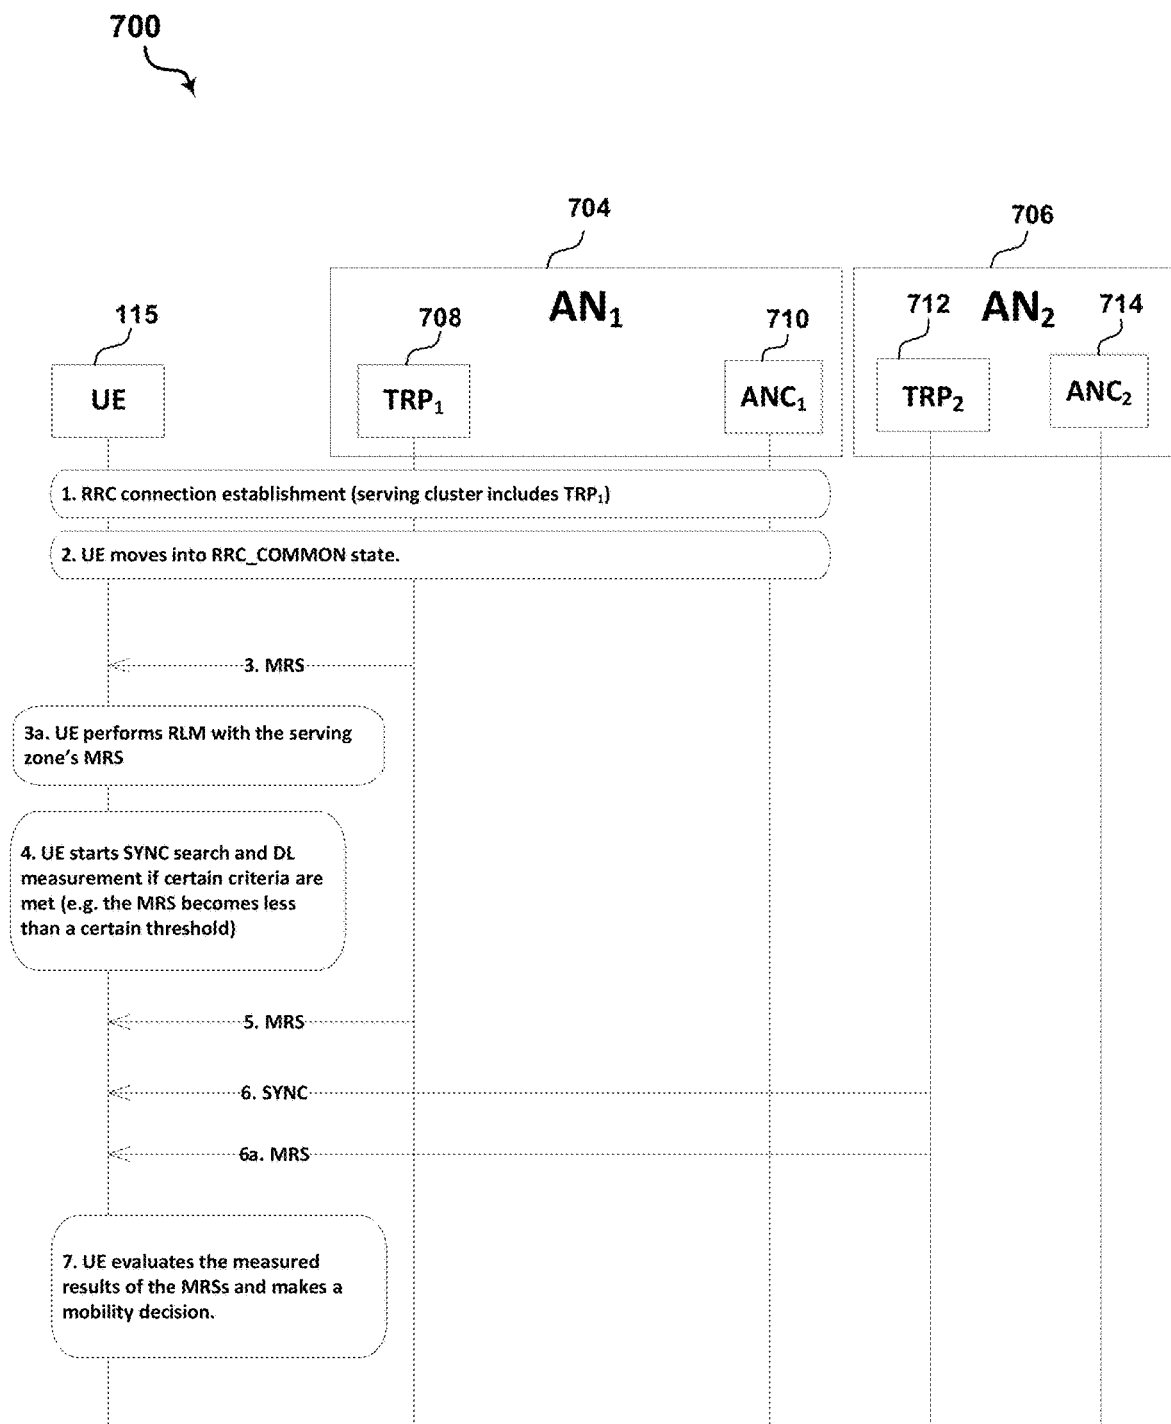 700
704
706
AN₁
AN₂
115
708
710
712
714
UE
TRP₁
ANC₁
TRP₂
ANC₂
1. RRC connection establishment (serving cluster includes TRP₁)
2. UE moves into RRC_COMMON state.
3. MRS
3a. UE performs RLM with the serving
zone's MRS
4. UE starts SYNC search and DL
measurement if certain criteria are
met (e.g. the MRS becomes less
than a certain threshold)
5. MRS
6. SYNC
6a. MRS
7. UE evaluates the measured
results of the MRSs and makes a
mobility decision.